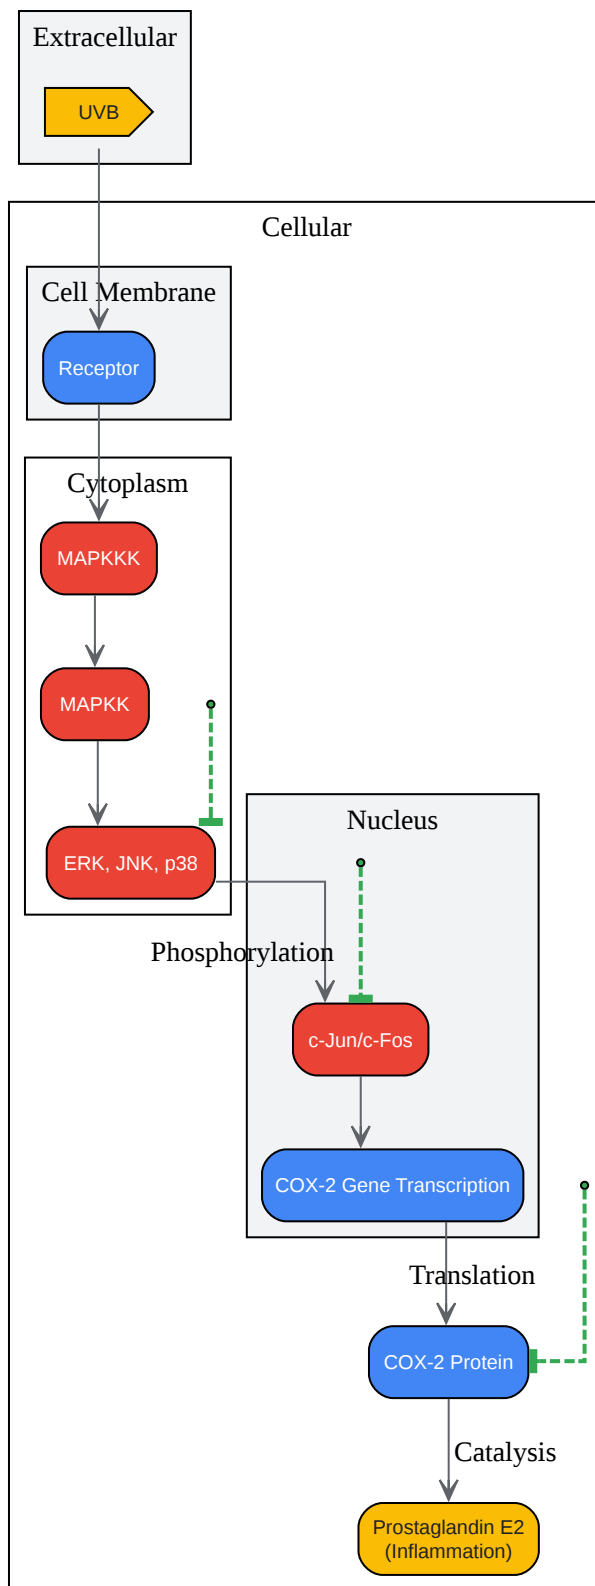 Extracellular
UVB
Cellular
Cell Membrane
Receptor
Cytoplasm
MAPKKK
MAPKK
ERK, JNK, p38
Nucleus
Phosphorylation
c-Jun/c-Fos
COX-2 Gene Transcription
Translation
COX-2 Protein
Catalysis
Prostaglandin E2
(Inflammation)